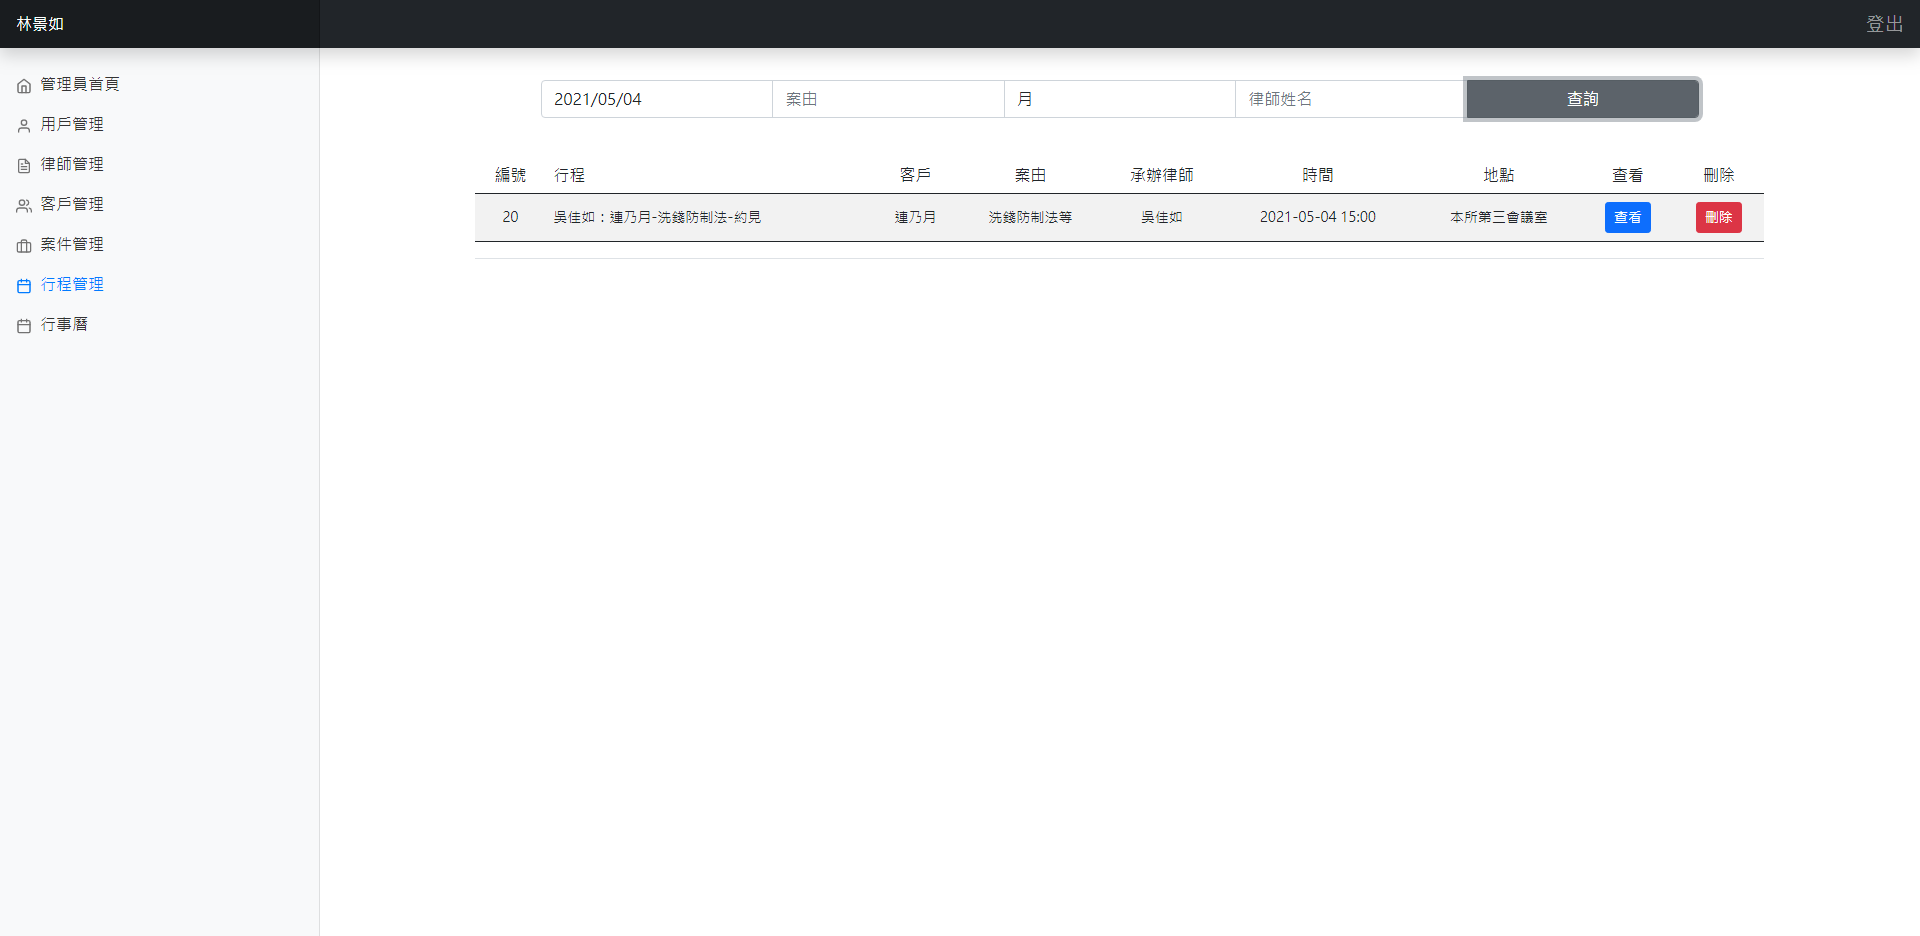 林景如
登出
管理員首頁
用戶管理
律師管理
客戶管理
案件管理
行程管理
行事曆
2021/05/04 案由 月 律師姓名 查詢
編號 行程 客戶 案由 承辦律師 時間 地點 查看 刪除
20 吳佳如：連乃月-洗錢防制法-約見 連乃月 洗錢防制法等 吳佳如 2021-05-04 15:00 本所第三會議室 查看 刪除